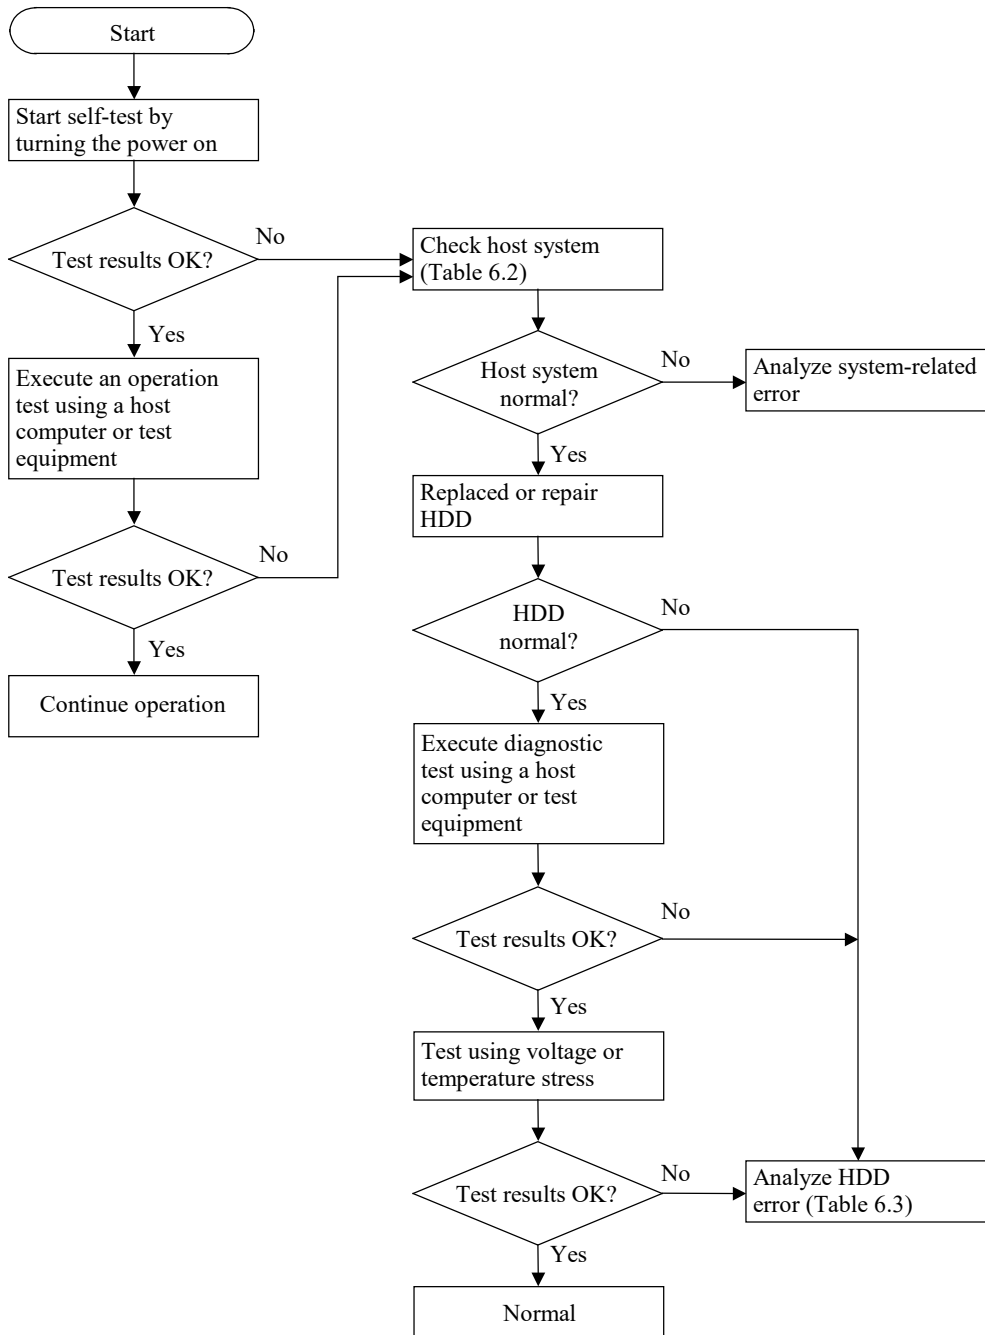 Start
Start self-test by
turning the power on
Test results OK?
No
Yes
Execute an operation
test using a host
computer or test
equipment
Test results OK?
No
Yes
Continue operation
Check host system
(Table 6.2)
Host system
normal?
No
Analyze system-related
error
Yes
Replaced or repair
HDD
HDD
normal?
No
Yes
Execute diagnostic
test using a host
computer or test
equipment
Test results OK?
No
Yes
Test using voltage or
temperature stress
Test results OK?
No
Analyze HDD
error (Table 6.3)
Yes
Normal